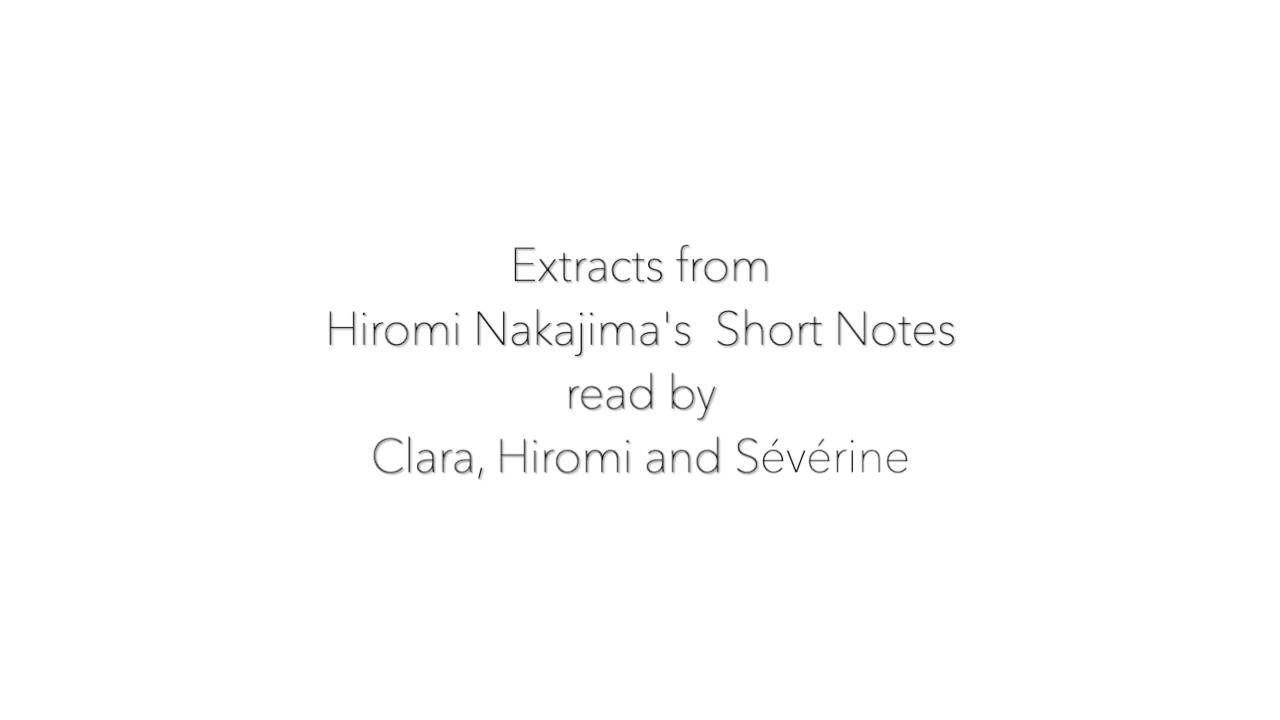 Extracts from
Hiromi Nakajima's  Short Notes
read by
Clara, Hiromi and Sévérine